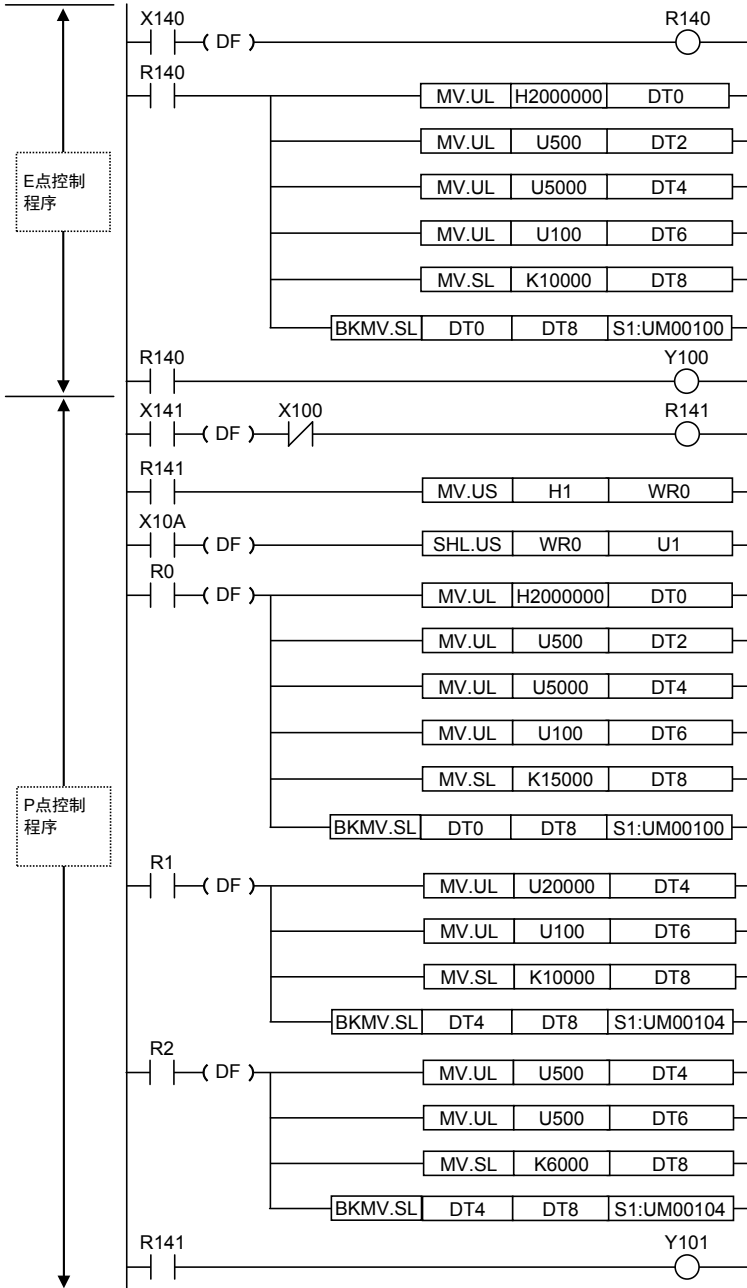 X140
( DF )
R140
R140
MV.UL H2000000 DT0
MV.UL U500 DT2
E点控制
程序
MV.UL U5000 DT4
MV.UL U100 DT6
MV.SL K10000 DT8
BKMV.SL DT0 DT8 S1:UM00100
R140
Y100
X141
( DF )
X100
R141
R141
MV.US H1 WR0
X10A
( DF )
SHL.US WR0 U1
R0
( DF )
MV.UL H2000000 DT0
MV.UL U500 DT2
MV.UL U5000 DT4
MV.UL U100 DT6
P点控制
程序
MV.SL K15000 DT8
BKMV.SL DT0 DT8 S1:UM00100
R1
( DF )
MV.UL U20000 DT4
MV.UL U100 DT6
MV.SL K10000 DT8
BKMV.SL DT4 DT8 S1:UM00104
R2
( DF )
MV.UL U500 DT4
MV.UL U500 DT6
MV.SL K6000 DT8
BKMV.SL DT4 DT8 S1:UM00104
R141
Y101